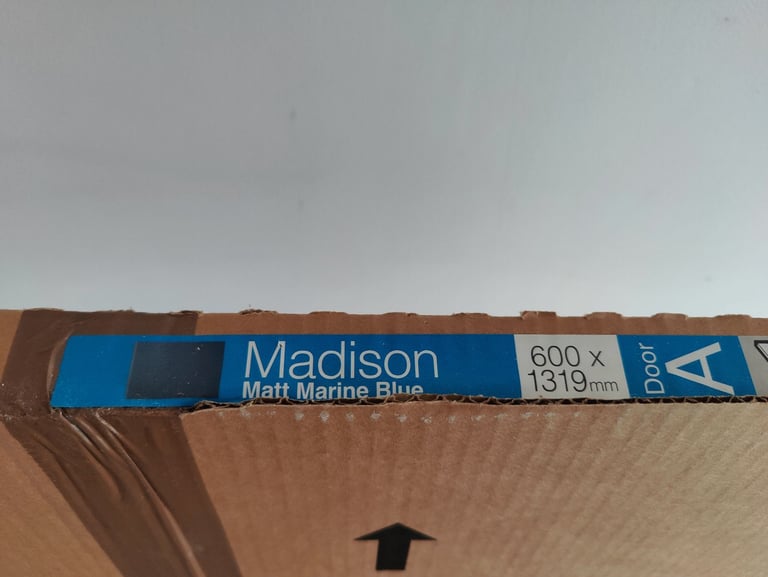 Madison
Matt Marine Blue
600 x
1319mm
Door
A